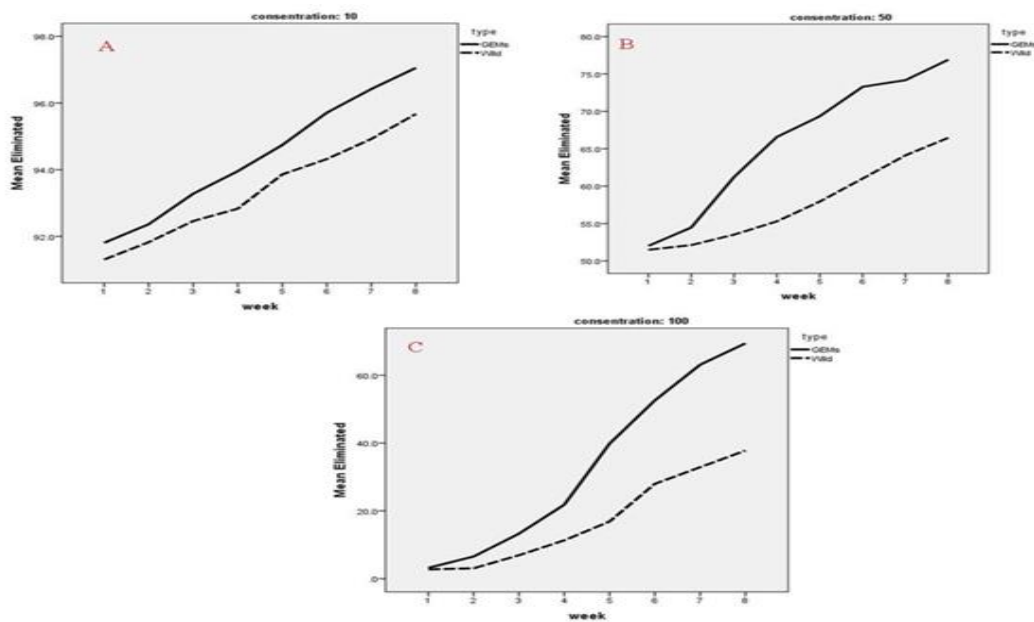 consentration: 10
A
type
GEMs
Wild
98.0
96.0
94.0
92.0
Mean Eliminated
1 2 3 4 5 6 7 8
week
consentration: 50
B
type
GEMs
Wild
80.0
75.0
70.0
65.0
60.0
55.0
50.0
Mean Eliminated
1 2 3 4 5 6 7 8
week
consentration: 100
C
type
GEMs
Wild
60.0
40.0
20.0
.0
Mean Eliminated
1 2 3 4 5 6 7 8
week